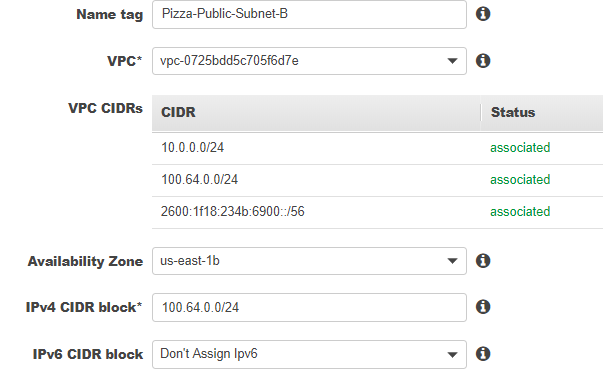 Name tag Pizza-Public-Subnet-B
VPC* vpc-0725bdd5c705f6d7e
VPC CIDRs CIDR Status
10.0.0.0/24 associated
100.64.0.0/24 associated
2600:1f18:234b:6900::/56 associated
Availability Zone us-east-1b
IPv4 CIDR block* 100.64.0.0/24
IPv6 CIDR block Don't Assign Ipv6